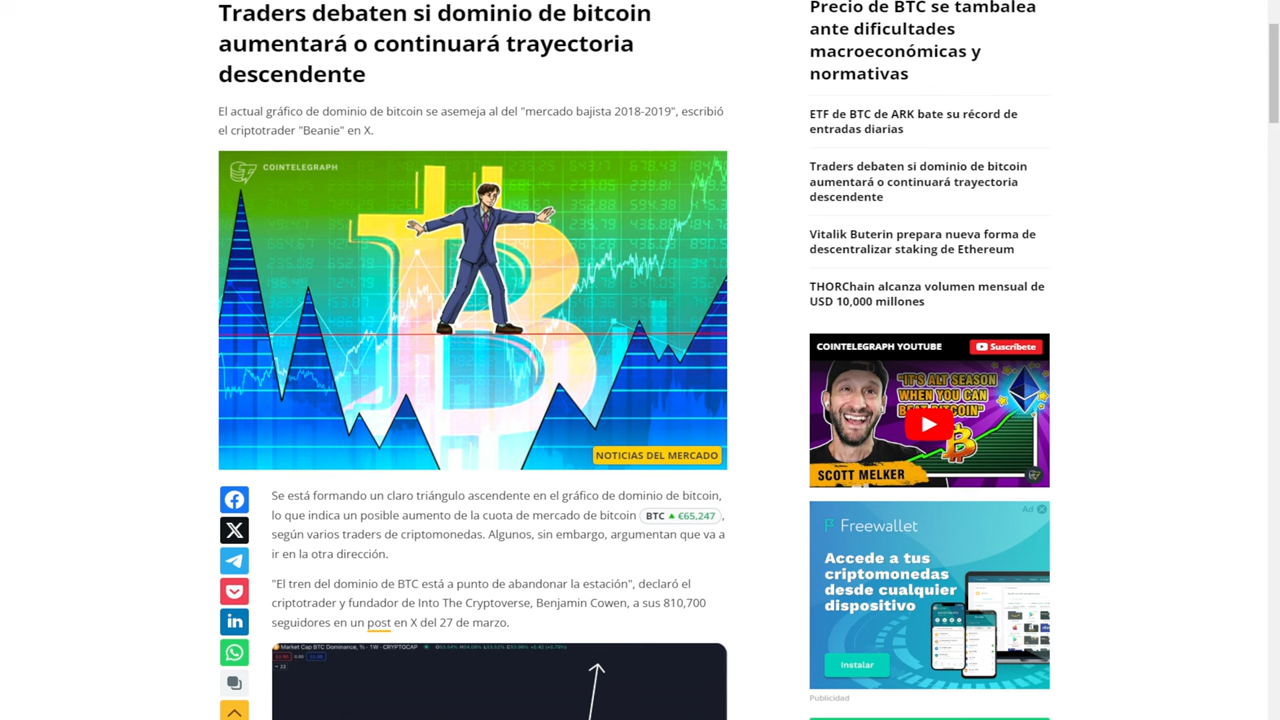 Traders debaten si dominio de bitcoin
aumentará o continuará trayectoria
descendente
El actual gráfico de dominio de bitcoin se asemeja al del "mercado bajista 2018-2019", escribió
el criptotrader "Beanie" en X.
COINTELEGRAPH
NOTICIAS DEL MERCADO
Se está formando un claro triángulo ascendente en el gráfico de dominio de bitcoin,
lo que indica un posible aumento de la cuota de mercado de bitcoin BTC ▲ €65,247 ,
según varios traders de criptomonedas. Algunos, sin embargo, argumentan que va a
ir en la otra dirección.
"El tren del dominio de BTC está a punto de abandonar la estación", declaró el
criptotrader y fundador de Into The Cryptoverse, Benjamin Cowen, a sus 810,700
seguidores en un post en X del 27 de marzo.
Market Cap BTC Dominance, % · 1W · CRYPTOCAP
Precio de BTC se tambalea
ante dificultades
macroeconómicas y
normativas
ETF de BTC de ARK bate su récord de
entradas diarias
Traders debaten si dominio de bitcoin
aumentará o continuará trayectoria
descendente
Vitalik Buterin prepara nueva forma de
descentralizar staking de Ethereum
THORChain alcanza volumen mensual de
USD 10,000 millones
COINTELEGRAPH YOUTUBE
Suscríbete
"IT'S ALT SEASON
WHEN YOU CAN
BITCOIN"
SCOTT MELKER
Ad
Freewallet
Accede a tus
criptomonedas
desde cualquier
dispositivo
Instalar
Publicidad